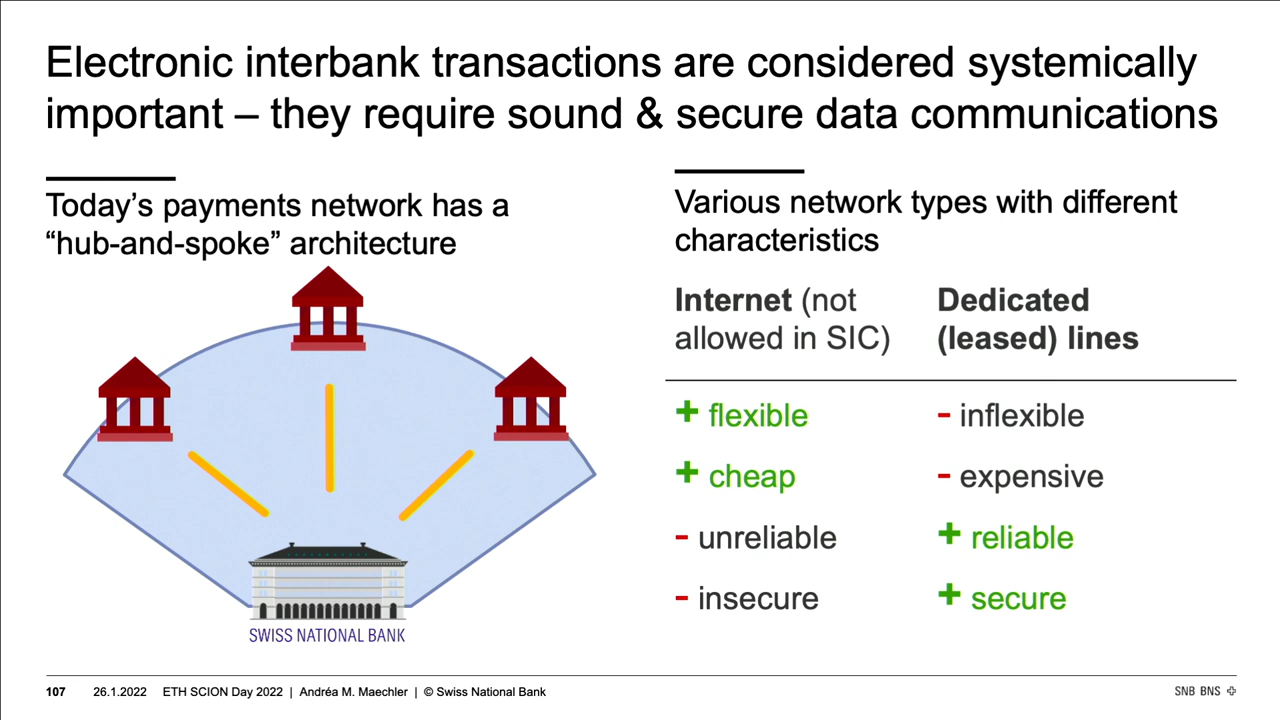 Electronic interbank transactions are considered systemically
important – they require sound & secure data communications
Today’s payments network has a
“hub-and-spoke” architecture
SWISS NATIONAL BANK
Various network types with different
characteristics
Internet (not
allowed in SIC)
Dedicated
(leased) lines
+ flexible
- inflexible
+ cheap
- expensive
- unreliable
+ reliable
- insecure
+ secure
107 26.1.2022 ETH SCION Day 2022 | Andréa M. Maechler | © Swiss National Bank
SNB BNS